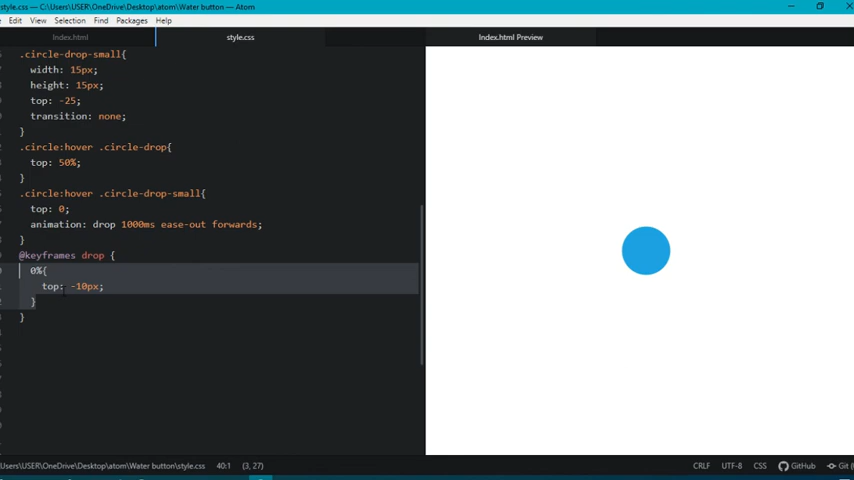 style.css — C:\Users\USER\OneDrive\Desktop\atom\Water button — Atom
Edit View Selection Find Packages Help
Index.html style.css Index.html Preview
.circle-drop-small{
width: 15px;
height: 15px;
top: -25;
transition: none;
}
.circle:hover .circle-drop{
top: 50%;
}
.circle:hover .circle-drop-small{
top: 0;
animation: drop 1000ms ease-out forwards;
}
@keyframes drop {
0%{
top: -10px;
}
}
Users\USER\OneDrive\Desktop\atom\Water button\style.css 40:1 (3, 27) CRLF UTF-8 CSS GitHub Git (